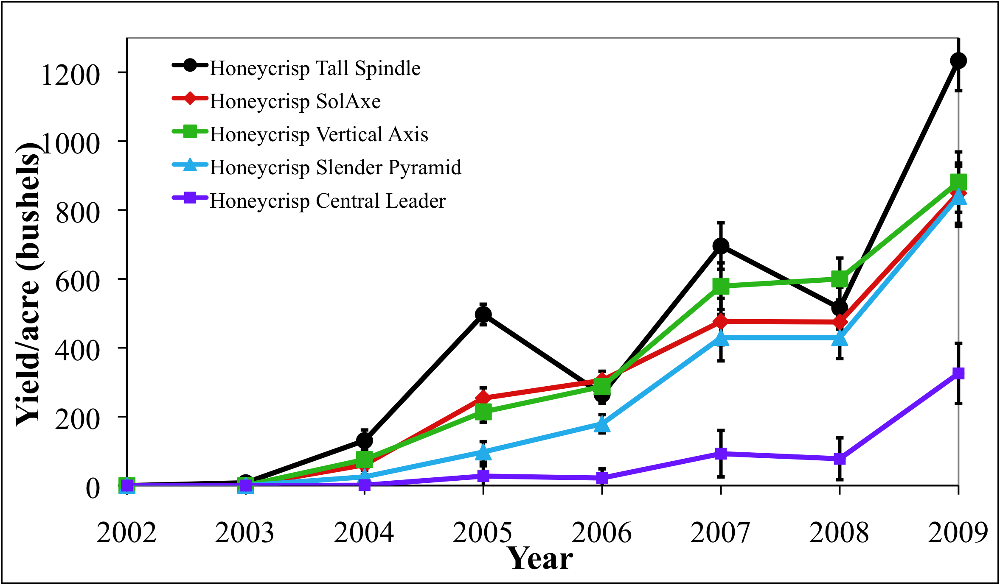 Yield/acre (bushels)
1200
1000
800
600
400
200
0
Honeycrisp Tall Spindle
Honeycrisp SolAxe
Honeycrisp Vertical Axis
Honeycrisp Slender Pyramid
Honeycrisp Central Leader
2002 2003 2004 2005 2006 2007 2008 2009
Year